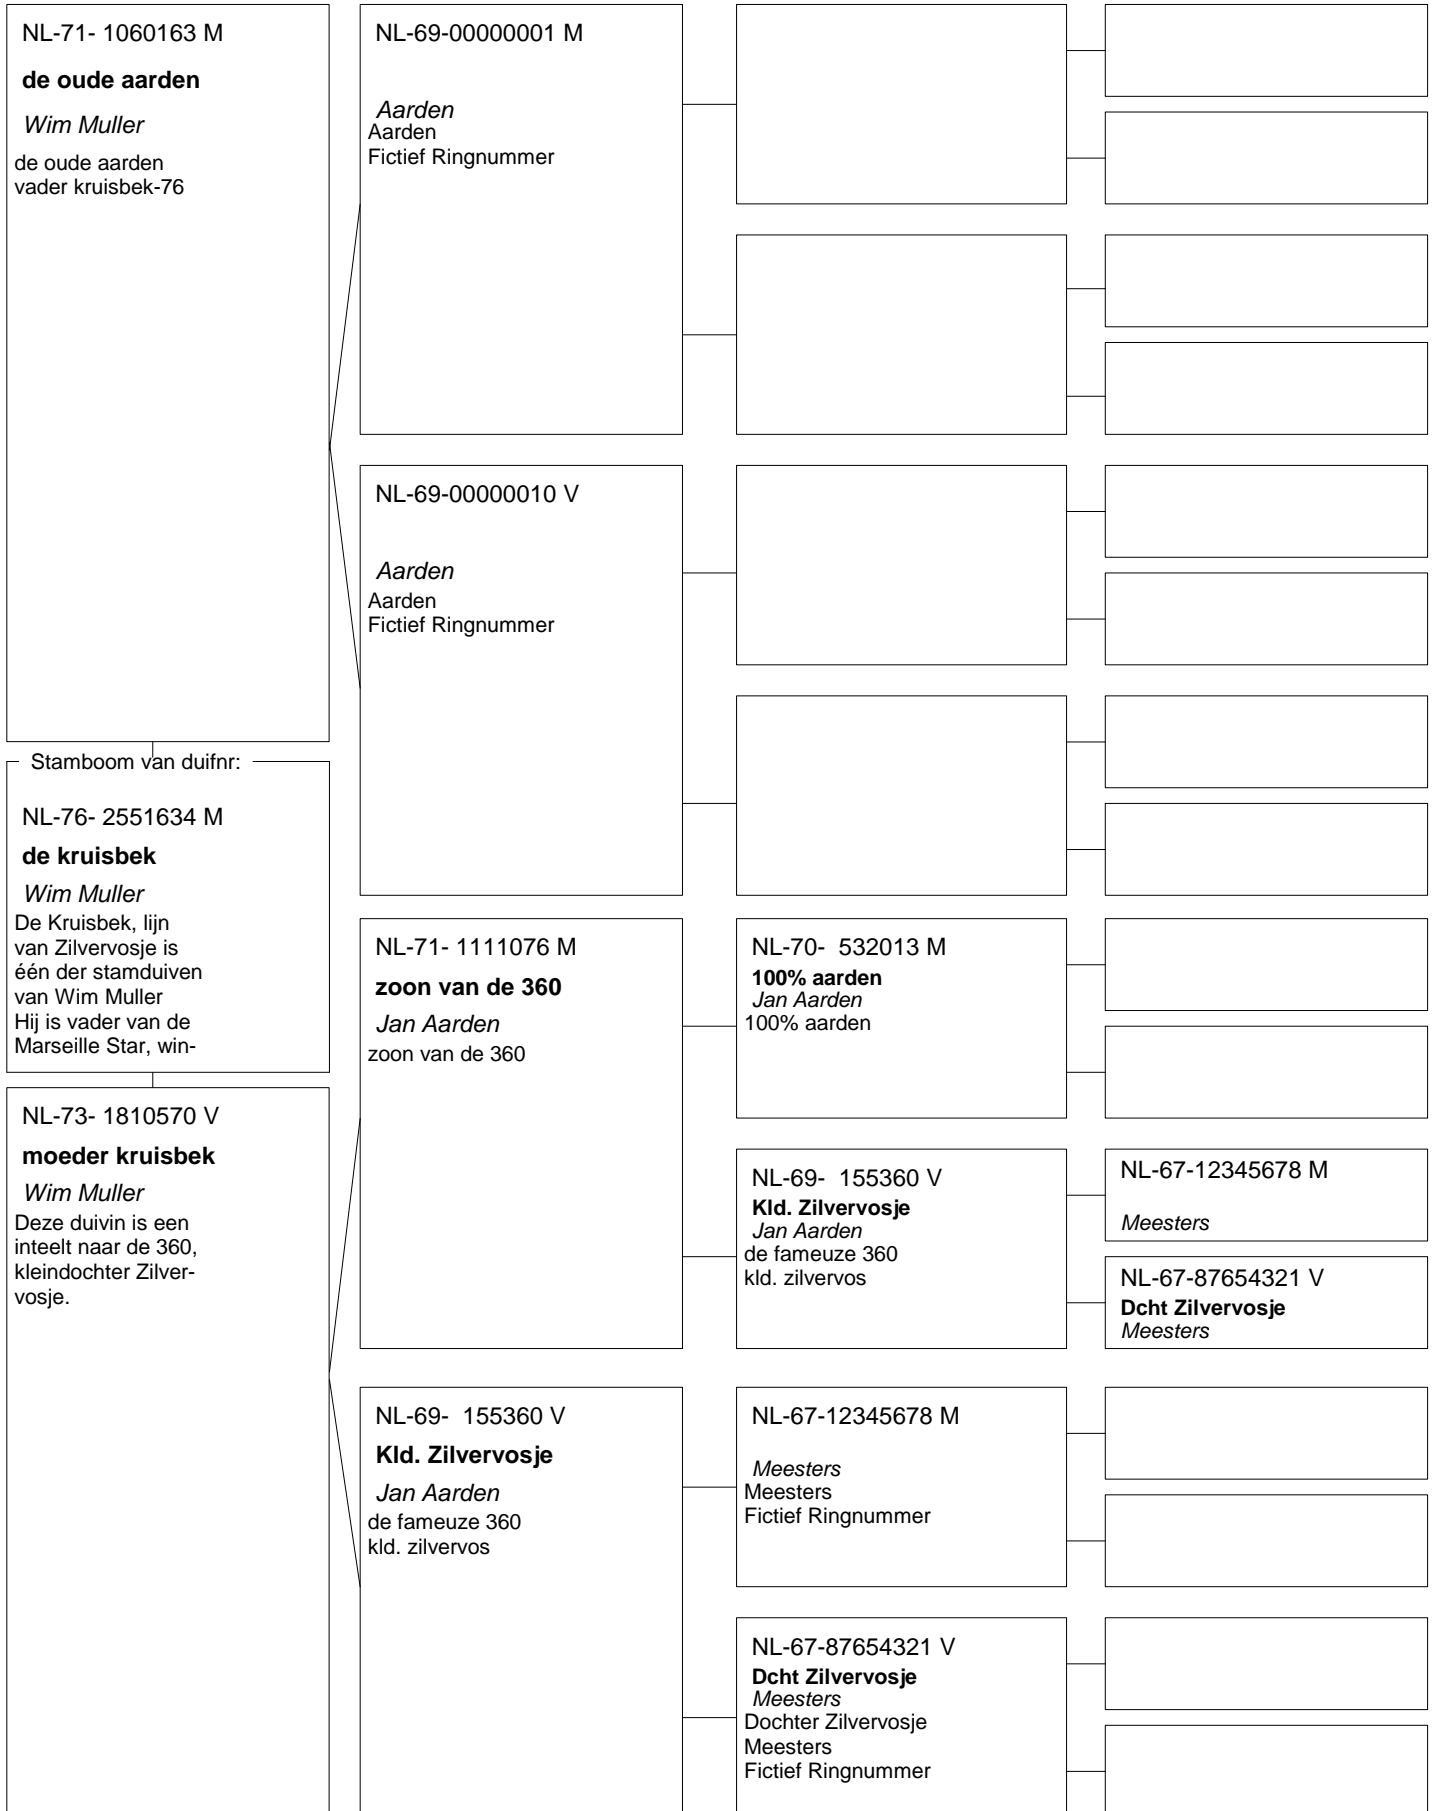 NL-71- 1060163 M
de oude aarden
Wim Muller
de oude aarden
vader kruisbek-76
Stamboom van duifnr:
NL-76- 2551634 M
de kruisbek
Wim Muller
De Kruisbek, lijn
van Zilvervosje is
één der stamduiven
van Wim Muller
Hij is vader van de
Marseille Star, win-
NL-73- 1810570 V
moeder kruisbek
Wim Muller
Deze duivin is een
inteelt naar de 360,
kleindochter Zilver-
vosje.
NL-69-00000001 M
Aarden
Aarden
Fictief Ringnummer
NL-69-00000010 V
Aarden
Aarden
Fictief Ringnummer
NL-71- 1111076 M
zoon van de 360
Jan Aarden
zoon van de 360
NL-69- 155360 V
Kld. Zilvervosje
Jan Aarden
de fameuze 360
kld. zilvervos
NL-70- 532013 M
100% aarden
Jan Aarden
100% aarden
NL-69- 155360 V
Kld. Zilvervosje
Jan Aarden
de fameuze 360
kld. zilvervos
NL-67-12345678 M
Meesters
Meesters
Fictief Ringnummer
NL-67-87654321 V
Dcht Zilvervosje
Meesters
Dochter Zilvervosje
Meesters
Fictief Ringnummer
NL-67-12345678 M
Meesters
NL-67-87654321 V
Dcht Zilvervosje
Meesters